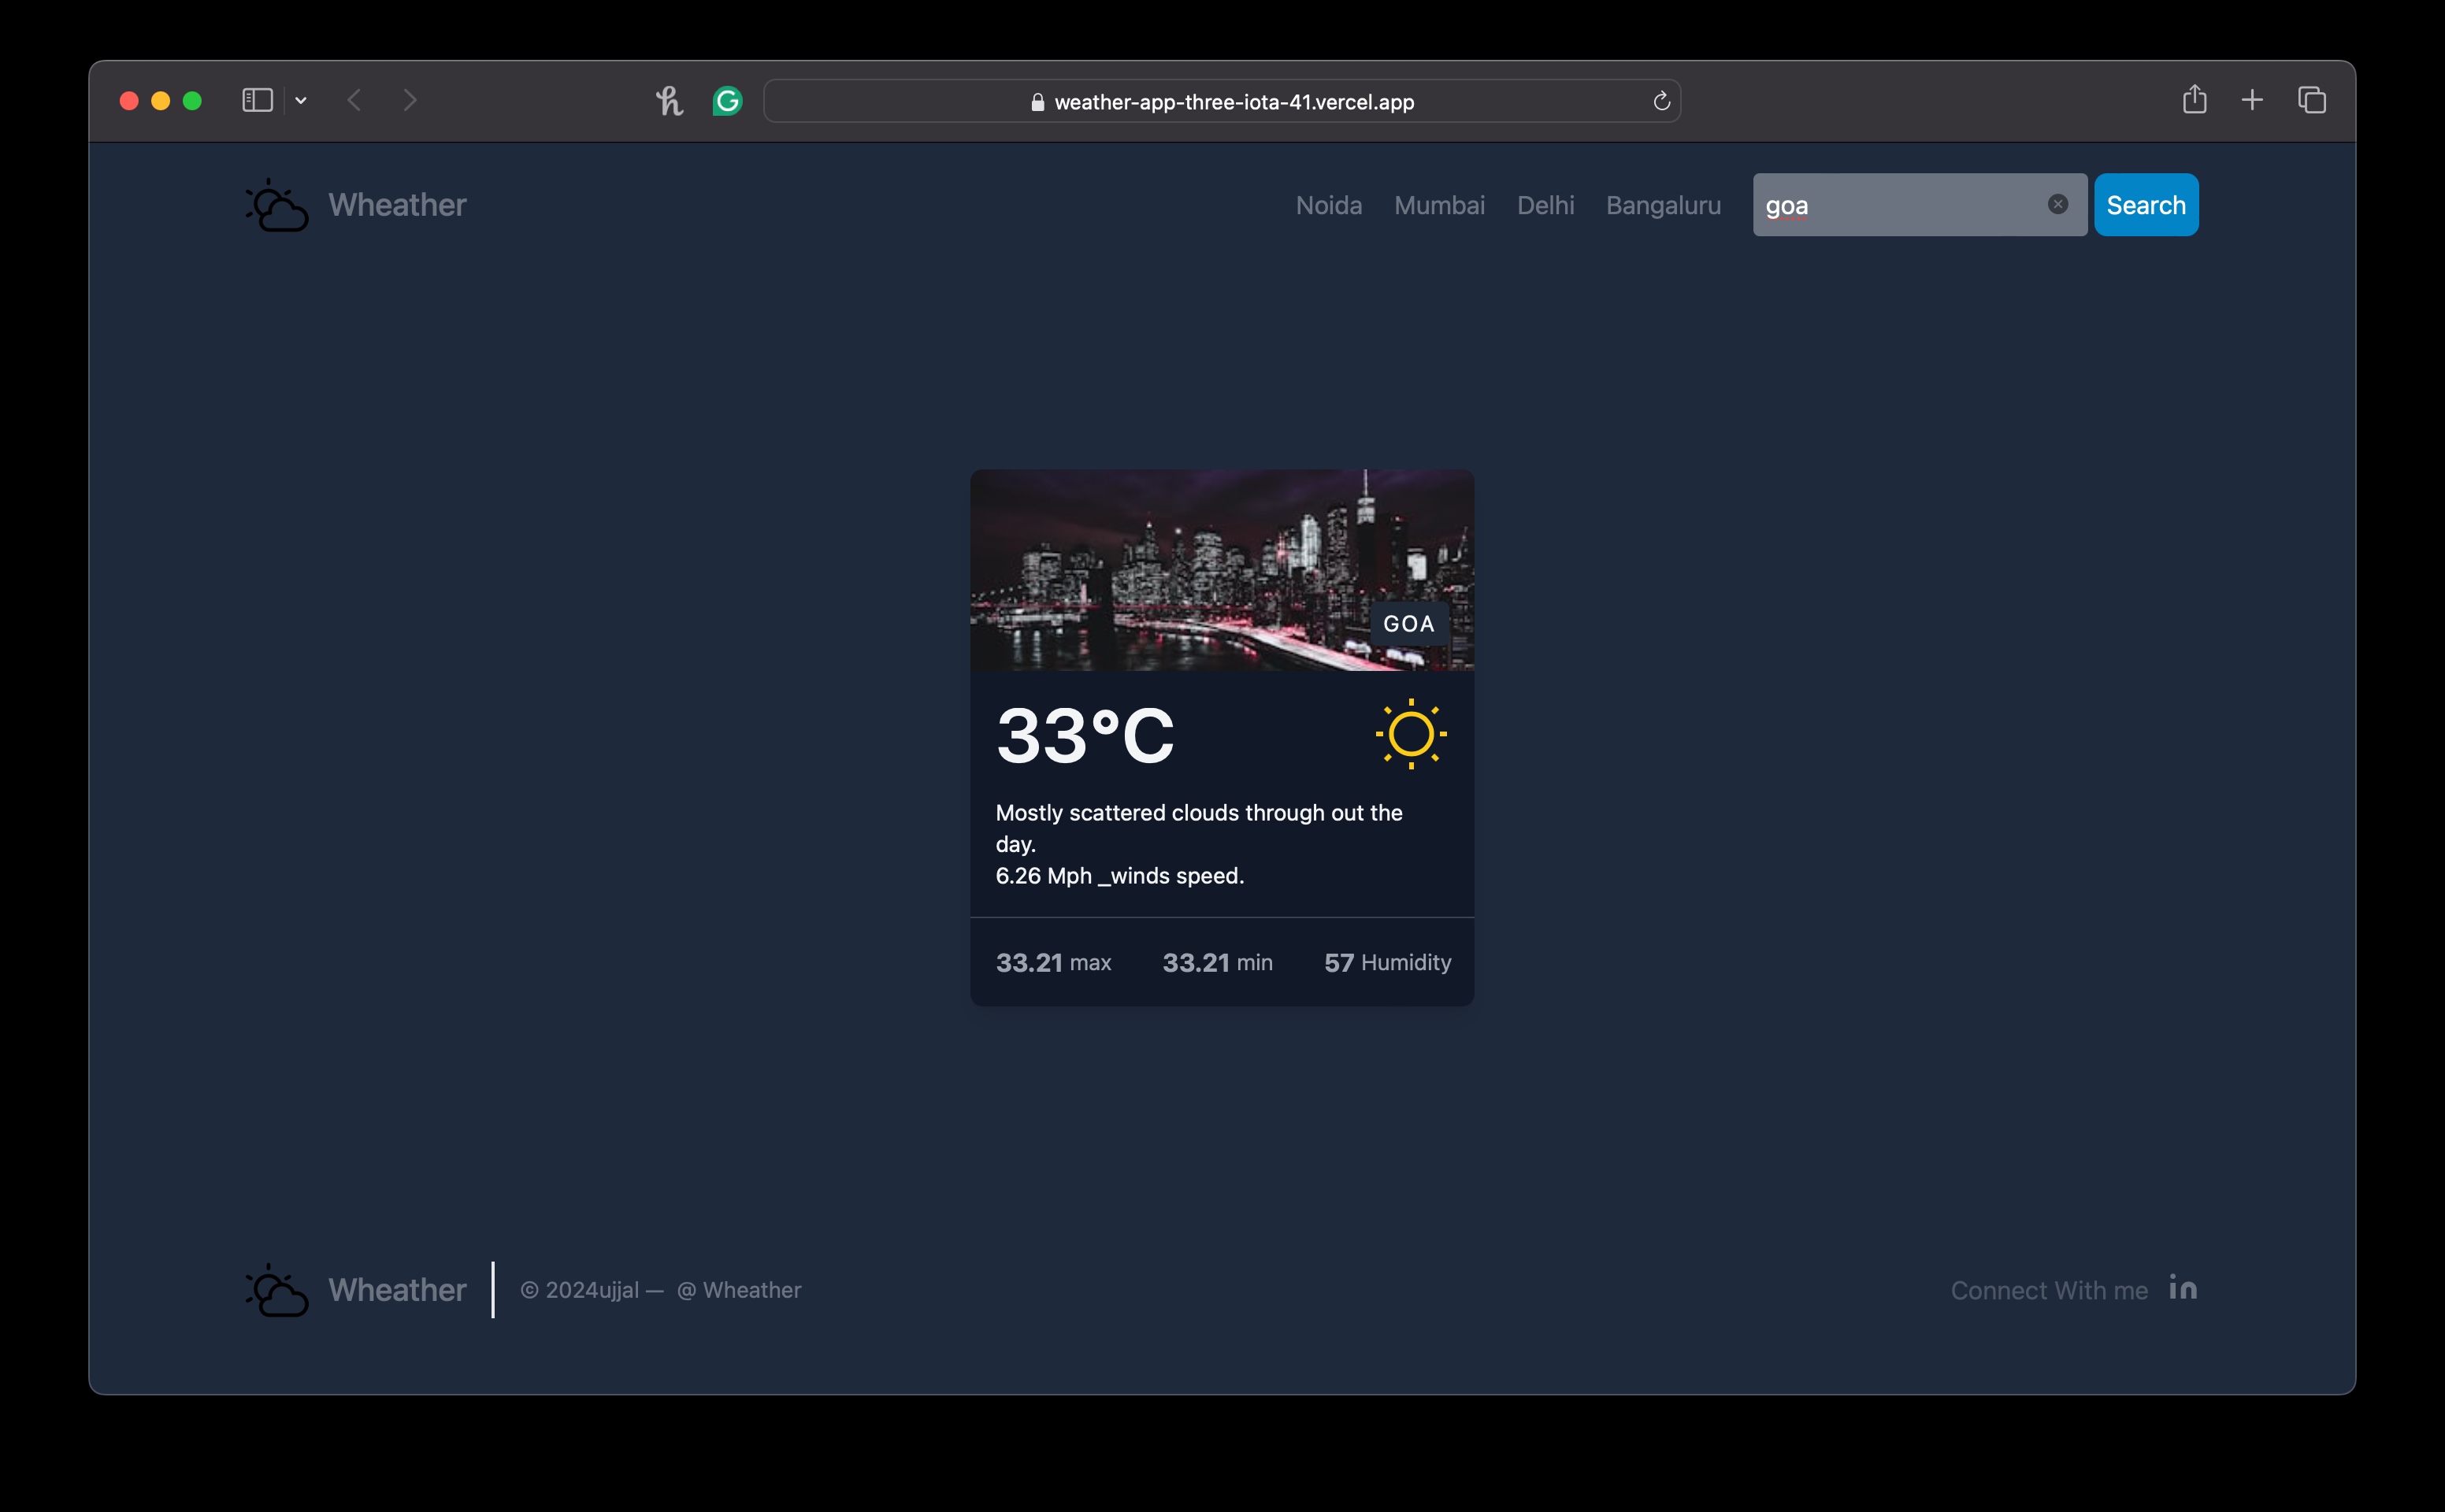 weather-app-three-iota-41.vercel.app
Wheather
Noida Mumbai Delhi Bangaluru
goa
Search
GOA
33°C
Mostly scattered clouds through out the
day.
6.26 Mph _winds speed.
33.21 max 33.21 min 57 Humidity
Wheather
© 2024ujjal — @ Wheather
Connect With me in